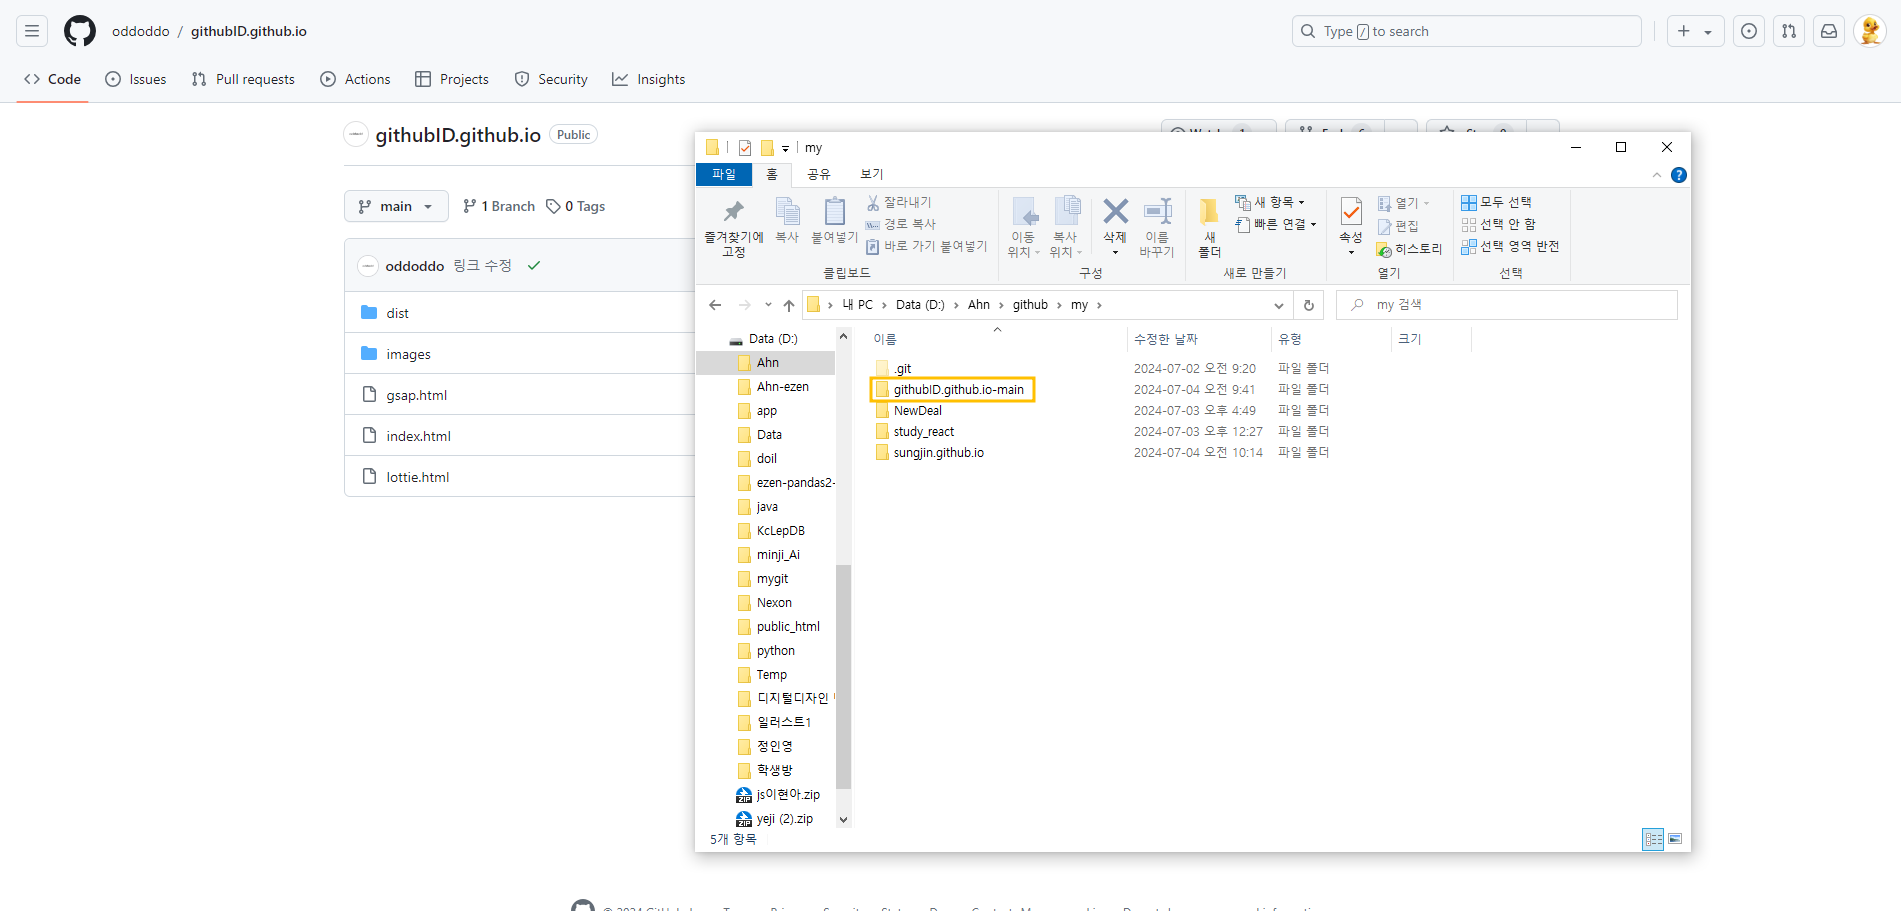 oddoddo / githubID.github.io
Type / to search
Code Issues Pull requests Actions Projects Security Insights
githubID.github.io Public
main 1 Branch 0 Tags
oddoddo 링크 수정
dist
images
gsap.html
index.html
lottie.html
my
파일 홈 공유 보기
즐겨찾기에
고정
복사
붙여넣기
잘라내기
경로 복사
바로 가기 붙여넣기
클립보드
이동
위치
복사
위치
삭제
이름
바꾸기
구성
새
폴더
새 항목
빠른 연결
새로 만들기
속성
열기
편집
히스토리
열기
모두 선택
선택 안 함
선택 영역 반전
선택
내 PC > Data (D:) > Ahn > github > my >
my 검색
Data (D:)
Ahn
Ahn-ezen
app
Data
doil
ezen-pandas2-
java
KcLepDB
minji_Ai
mygit
Nexon
public_html
python
Temp
디지털디자인
일러스트1
정인영
학생방
js이현아.zip
yeji (2).zip
이름 수정한 날짜 유형 크기
.git 2024-07-02 오전 9:20 파일 폴더
githubID.github.io-main 2024-07-04 오전 9:41 파일 폴더
NewDeal 2024-07-03 오후 4:49 파일 폴더
study_react 2024-07-03 오후 12:27 파일 폴더
sungjin.github.io 2024-07-04 오전 10:14 파일 폴더
5개 항목